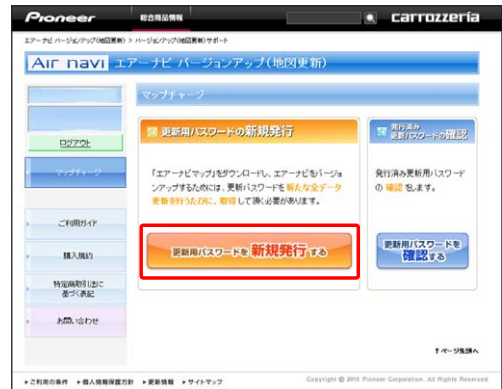 Pioneer
総合商品情報
carrozzeria
エアーナビ バージョンアップ(地図更新) > バージョンアップ(地図更新)サポート
Air navi エアーナビ バージョンアップ(地図更新)
マップチャージ
ログアウト
マップチャージ
ご利用ガイド
購入規約
特定商取引法に
基づく表記
お問い合わせ
更新用パスワードの新規発行
「エアーナビマップ」をダウンロードし、エアーナビをバージョ
ンアップするためには、更新パスワードを新たな全データ
更新を行うたびに、取得して頂く必要があります。
更新用パスワードを 新規発行 する
発行済み
更新用パスワードの確認
発行済み更新用パスワード
の 確認 をします。
更新用パスワードを
確認する
↑ページ先頭へ
ご利用の条件
個人情報保護方針
更新情報
サイトマップ
Copyright © 2013 Pioneer Corporation. All Rights Reserved.